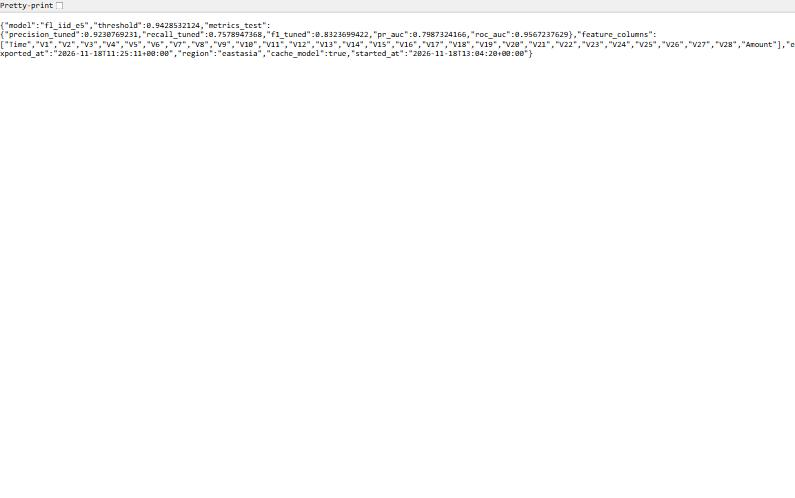 Pretty-print
{"model":"fl_iid_e5","threshold":0.9428532124,"metrics_test":
{"precision_tuned":0.9230769231,"recall_tuned":0.7578947368,"f1_tuned":0.8323699422,"pr_auc":0.7987324166,"roc_auc":0.9567237629},"feature_columns":
["Time","V1","V2","V3","V4","V5","V6","V7","V8","V9","V10","V11","V12","V13","V14","V15","V16","V17","V18","V19","V20","V21","V22","V23","V24","V25","V26","V27","V28","Amount"],"e
xported_at":"2026-11-18T11:25:11+00:00","region":"eastasia","cache_model":true,"started_at":"2026-11-18T13:04:20+00:00"}